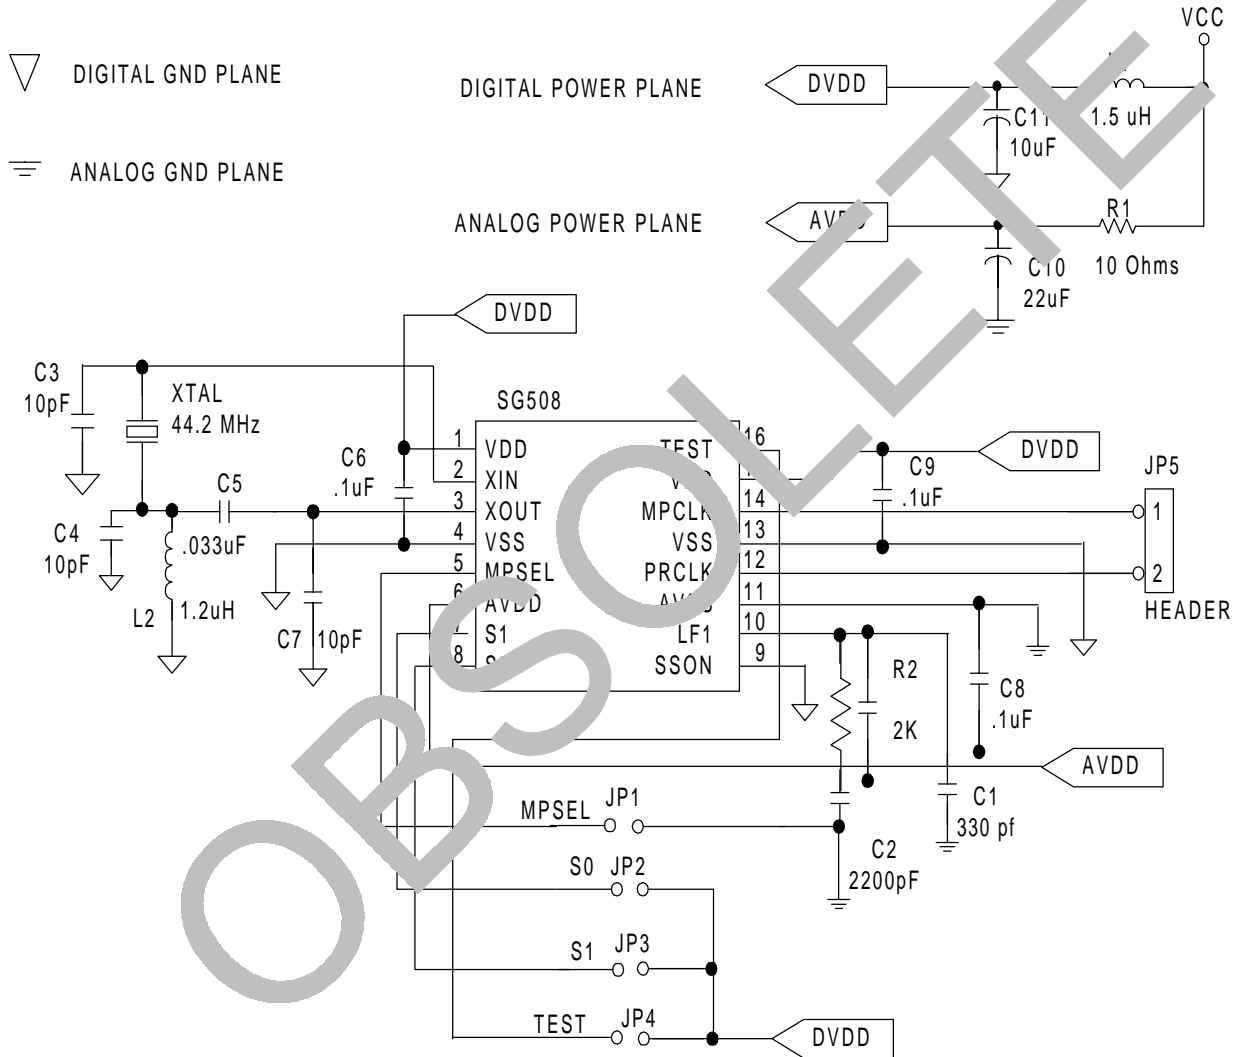 VCC
DIGITAL GND PLANE
DIGITAL POWER PLANE
DVDD
C11
10uF
1.5 uH
ANALOG GND PLANE
ANALOG POWER PLANE
R1
10 Ohms
C10
22uF
DVDD
C3
10pF
XTAL
44.2 MHz
SG508
C6
.1uF
1
VDD
2
XIN
3
XOUT
4
VSS
5
MPSEL
6
AVDD
7
S1
8
TEST
16
MPCLK
14
VSS
13
PRCLK
12
11
LF1
10
SSON
9
C9
.1uF
DVDD
JP5
1
2
HEADER
C5
.033uF
C4
10pF
L2
1.2uH
C7
10pF
R2
2K
C8
.1uF
AVDD
C1
330 pf
C2
2200pF
MPSEL
JP1
S0
JP2
S1
JP3
TEST
JP4
DVDD
OBSOLETE